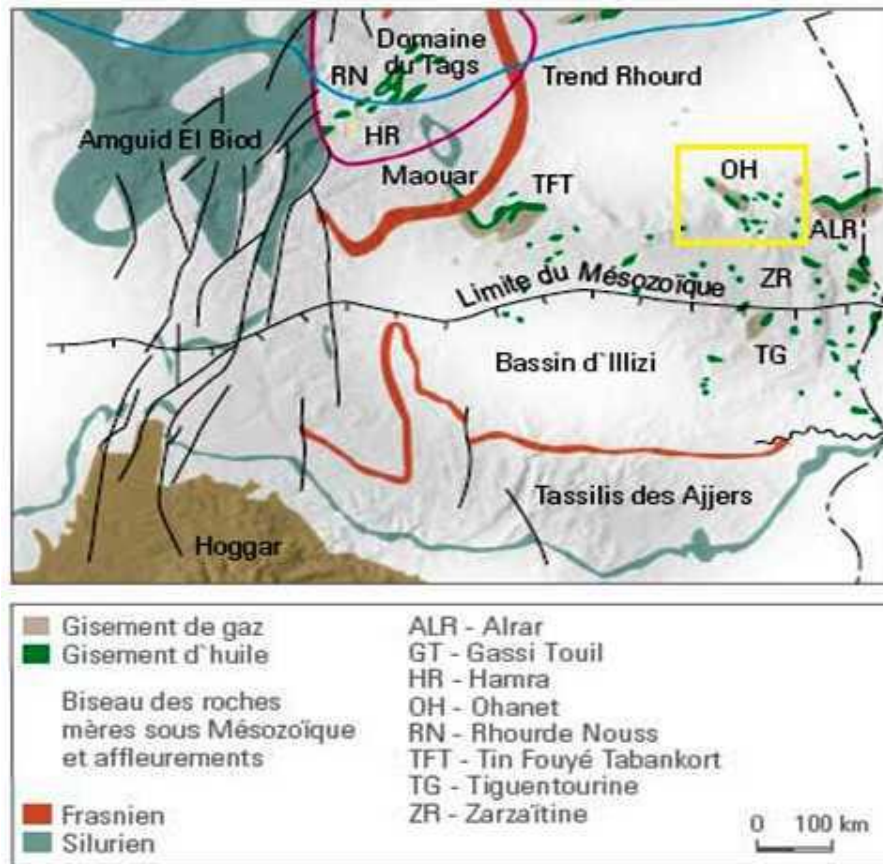 Domaine
du Tags
RN
Trend Rhourd
Amguid El Biod
HR
Maouar
TFT
OH
ALR
ZR
Limite du Mésozoïque
TG
Bassin d`Illizi
Tassilis des Ajjers
Hoggar
Gisement de gaz
Gisement d`huile
Biseau des roches
mères sous Mésozoïque
et affleurements
Frasnien
Silurien
ALR - Alrar
GT - Gassi Touil
HR - Hamra
OH - Ohanet
RN - Rhourde Nouss
TFT - Tin Fouyé Tabankort
TG - Tiguentourine
ZR - Zarzaïtine
0 100 km